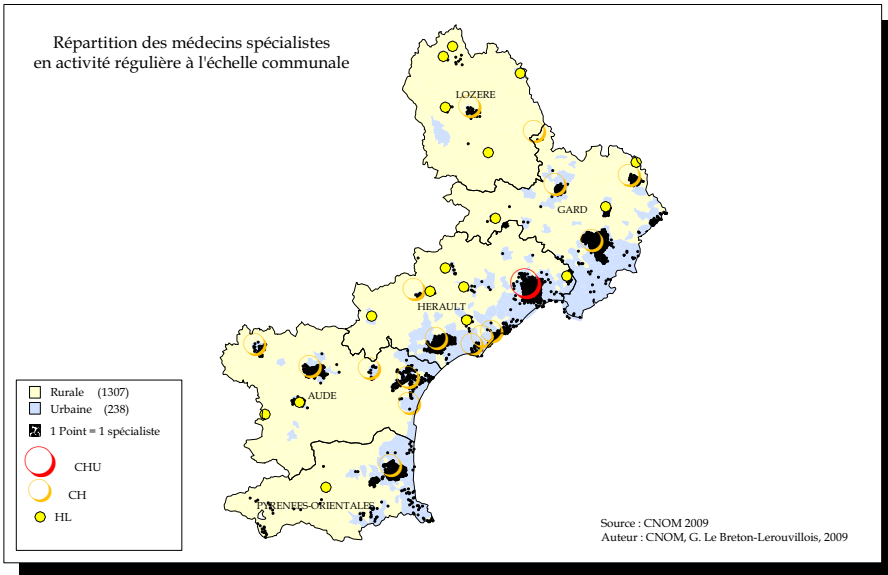 Répartition des médecins spécialistes
en activité régulière à l'échelle communale
LOZERE
GARD
HERAULT
AUDE
PYRENEES-ORIENTALES
Rurale (1307)
Urbaine (238)
1 Point = 1 spécialiste
CHU
CH
HL
Source : CNOM 2009
Auteur : CNOM, G. Le Breton-Lerouvillois, 2009